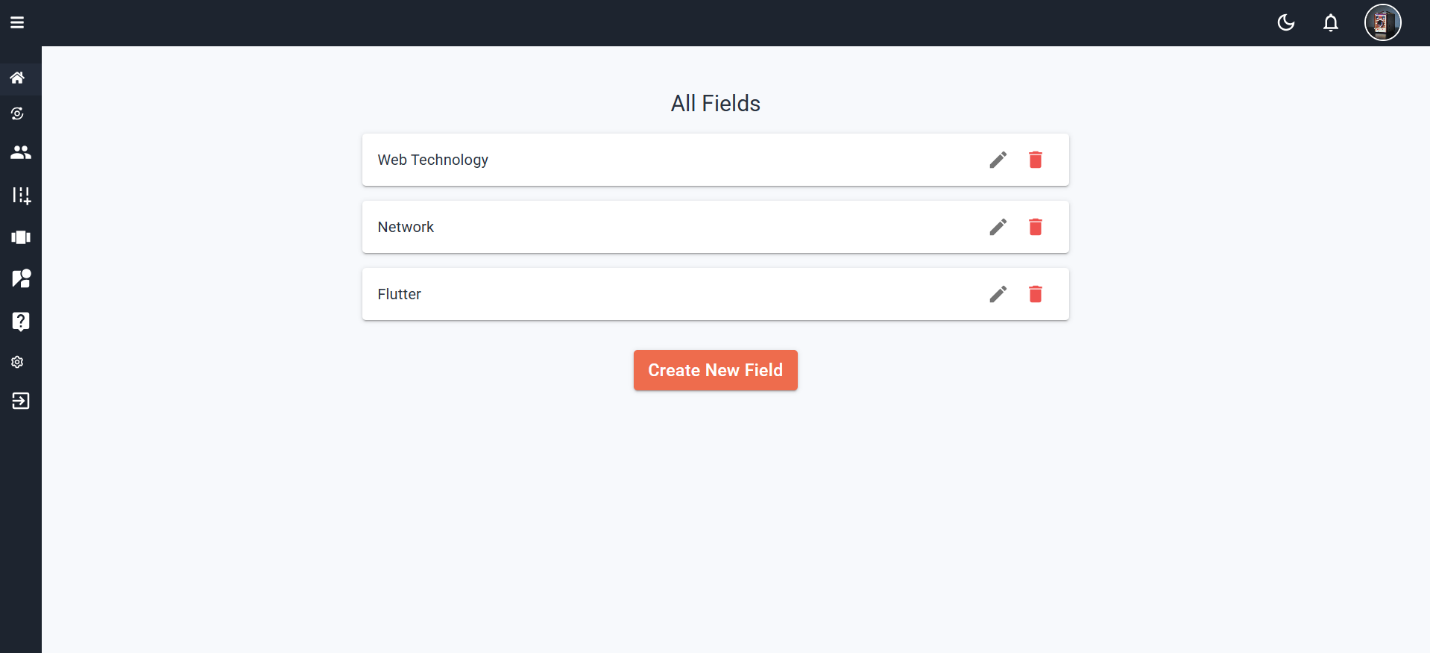 All Fields
Web Technology
Network
Flutter
Create New Field